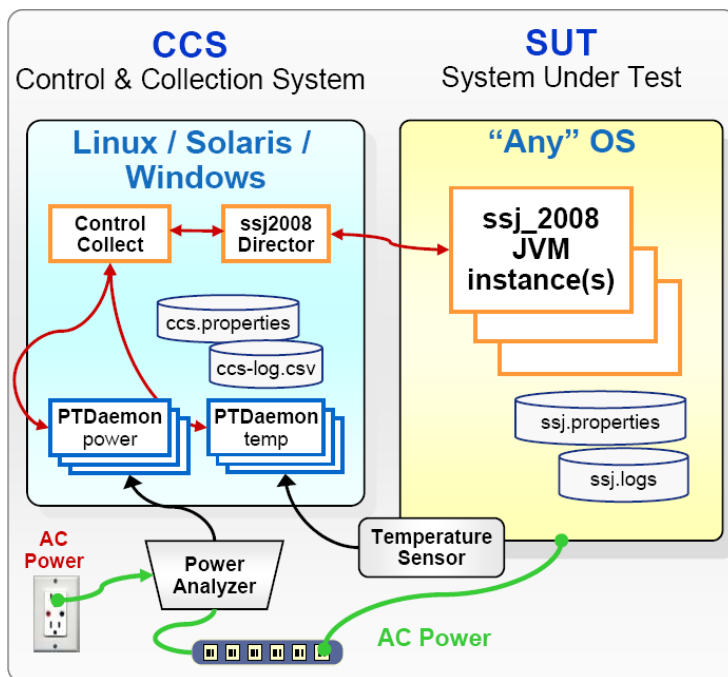 CCS
Control & Collection System
SUT
System Under Test
Linux / Solaris /
Windows
Control
Collect
ssj2008
Director
ccs.properties
ccs-log.csv
PTDaemon
power
PTDaemon
temp
“Any” OS
ssj_2008
JVM
instance(s)
ssj.properties
ssj.logs
AC
Power
Power
Analyzer
Temperature
Sensor
AC Power